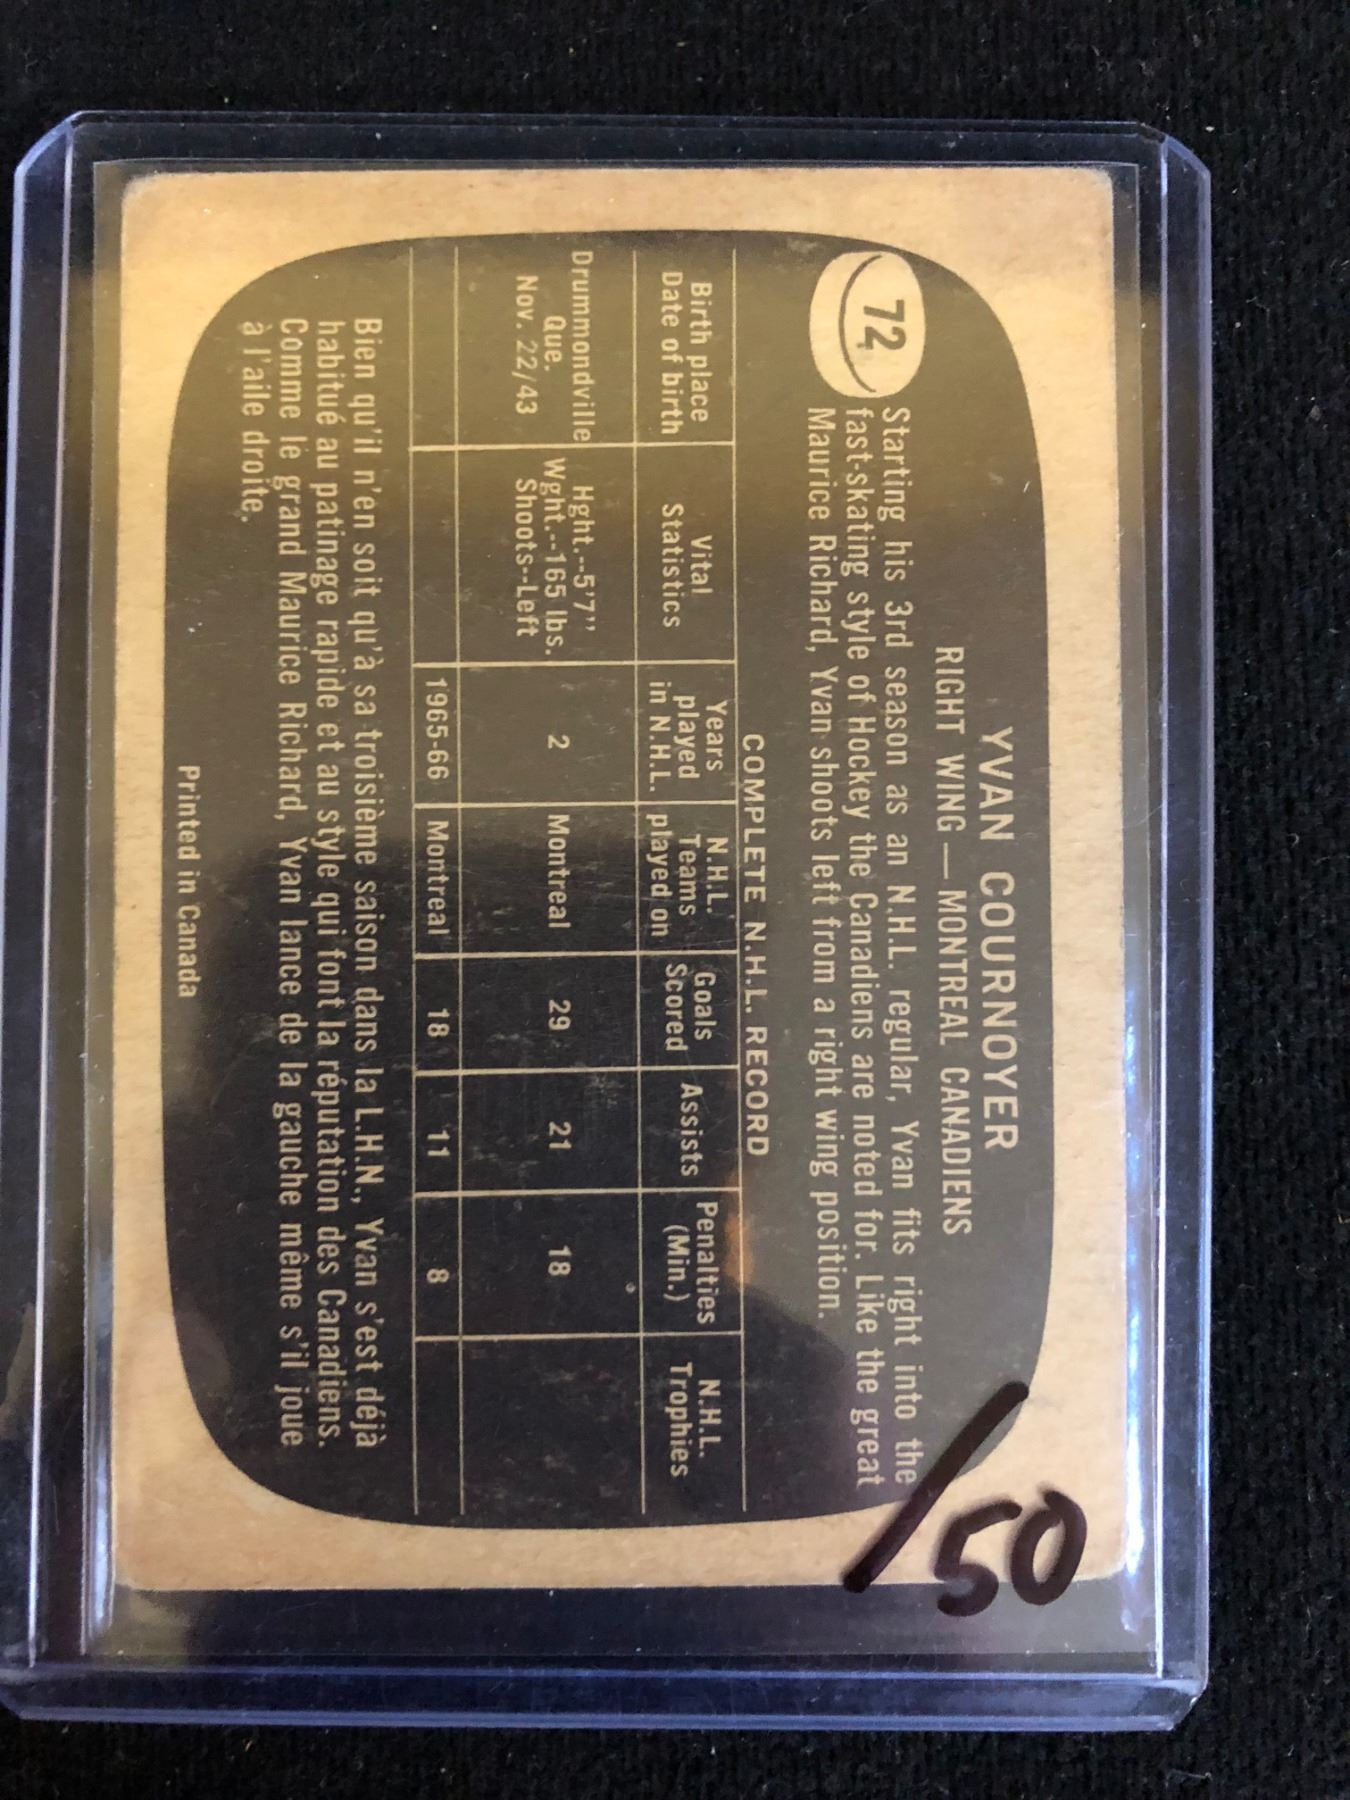 YVAN COURNOYER
RIGHT WING — MONTREAL CANADIENS
72
Starting his 3rd season as an N.H.L. regular, Yvan fits right into the
fast-skating style of Hockey the Canadiens are noted for. Like the great
Maurice Richard, Yvan shoots left from a right wing position.
COMPLETE N.H.L. RECORD
Birth place
Date of birth
Vital
Statistics
Years
played
in N.H.L.
N.H.L.
Teams
played on
Goals
Scored
Assists
Penalties
(Min.)
N.H.L.
Trophies
Drummondville
Que.
Nov. 22/43
Hght.--5'7"
Wght.--165 lbs.
Shoots--Left
2
Montreal
29
21
18
1965-66
Montreal
18
11
8
Bien qu'il n'en soit qu'à sa troisième saison dans la L.H.N., Yvan s'est déjà
habitué au patinage rapide et au style qui font la réputation des Canadiens.
Comme le grand Maurice Richard, Yvan lance de la gauche même s'il joue
à l'aile droite.
Printed in Canada
/50